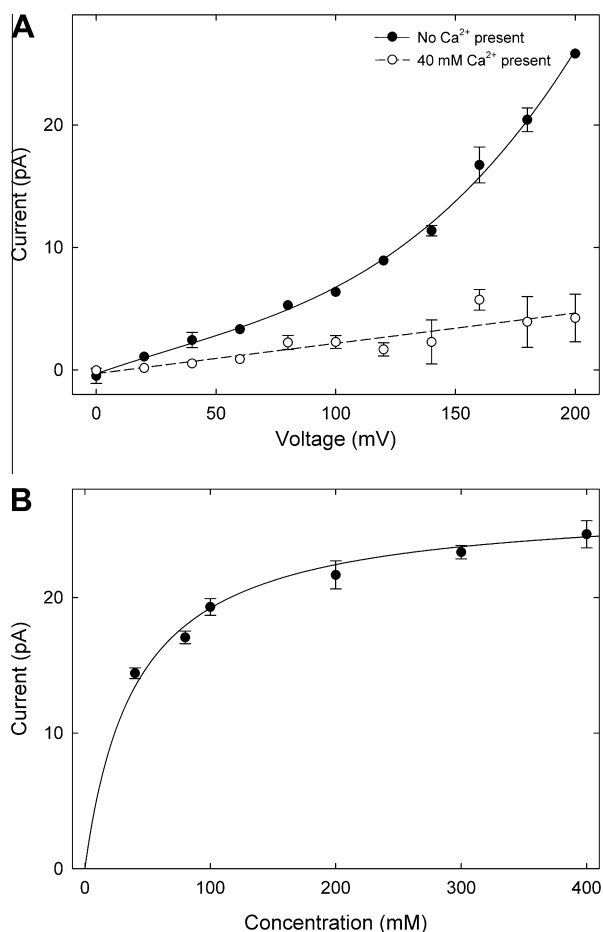 A
No Ca²⁺ present
40 mM Ca²⁺ present
20
10
0
Current (pA)
0 50 100 150 200
Voltage (mV)
B
20
10
0
Current (pA)
0 100 200 300 400
Concentration (mM)